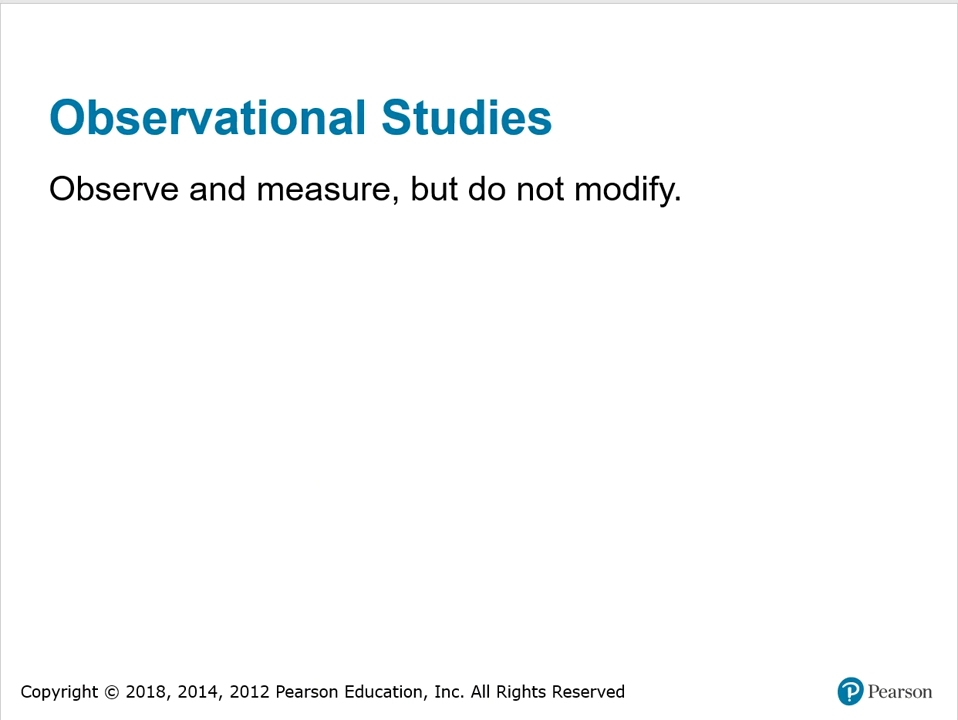 Observational Studies
Observe and measure, but do not modify.
Copyright © 2018, 2014, 2012 Pearson Education, Inc. All Rights Reserved
P Pearson